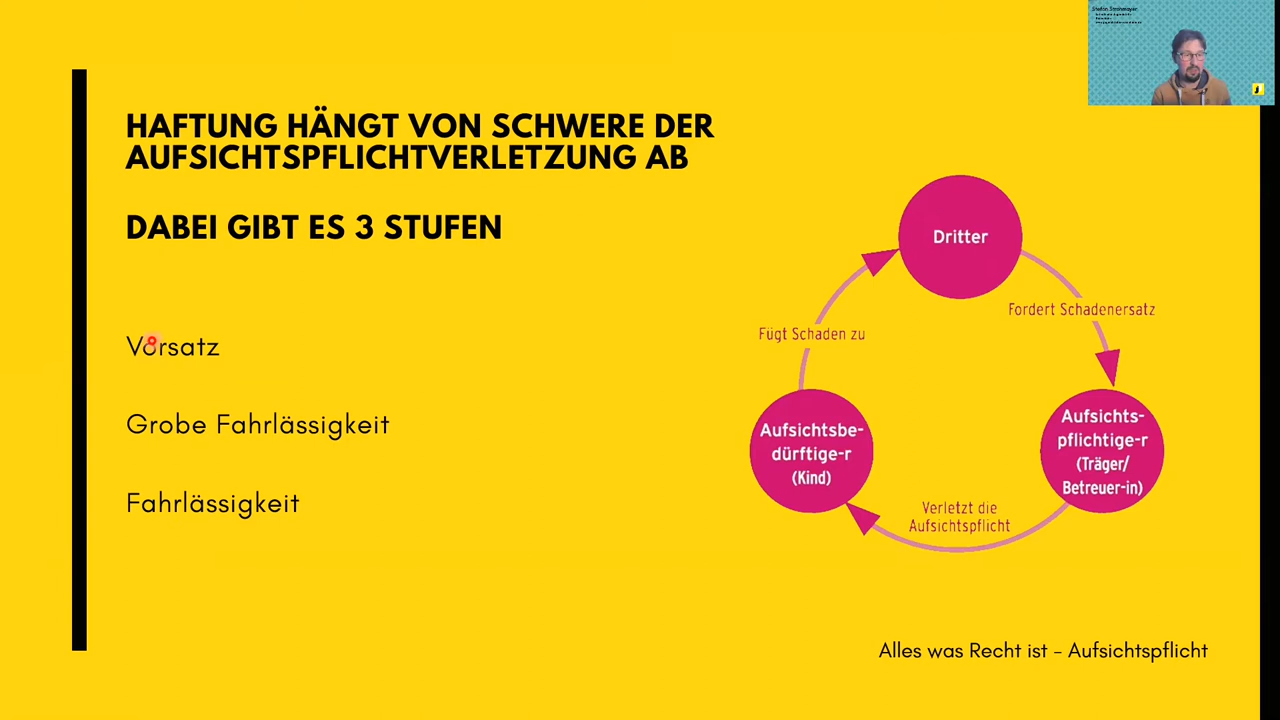 HAFTUNG HÄNGT VON SCHWERE DER
AUFSICHTSPFLICHTVERLETZUNG AB
DABEI GIBT ES 3 STUFEN
Vorsatz
Grobe Fahrlässigkeit
Fahrlässigkeit
Dritter
Fordert Schadenersatz
Fügt Schaden zu
Aufsichtsbe-
dürftige-r
(Kind)
Aufsichts-
pflichtige-r
(Träger/
Betreuer-in)
Verletzt die
Aufsichtspflicht
Alles was Recht ist - Aufsichtspflicht